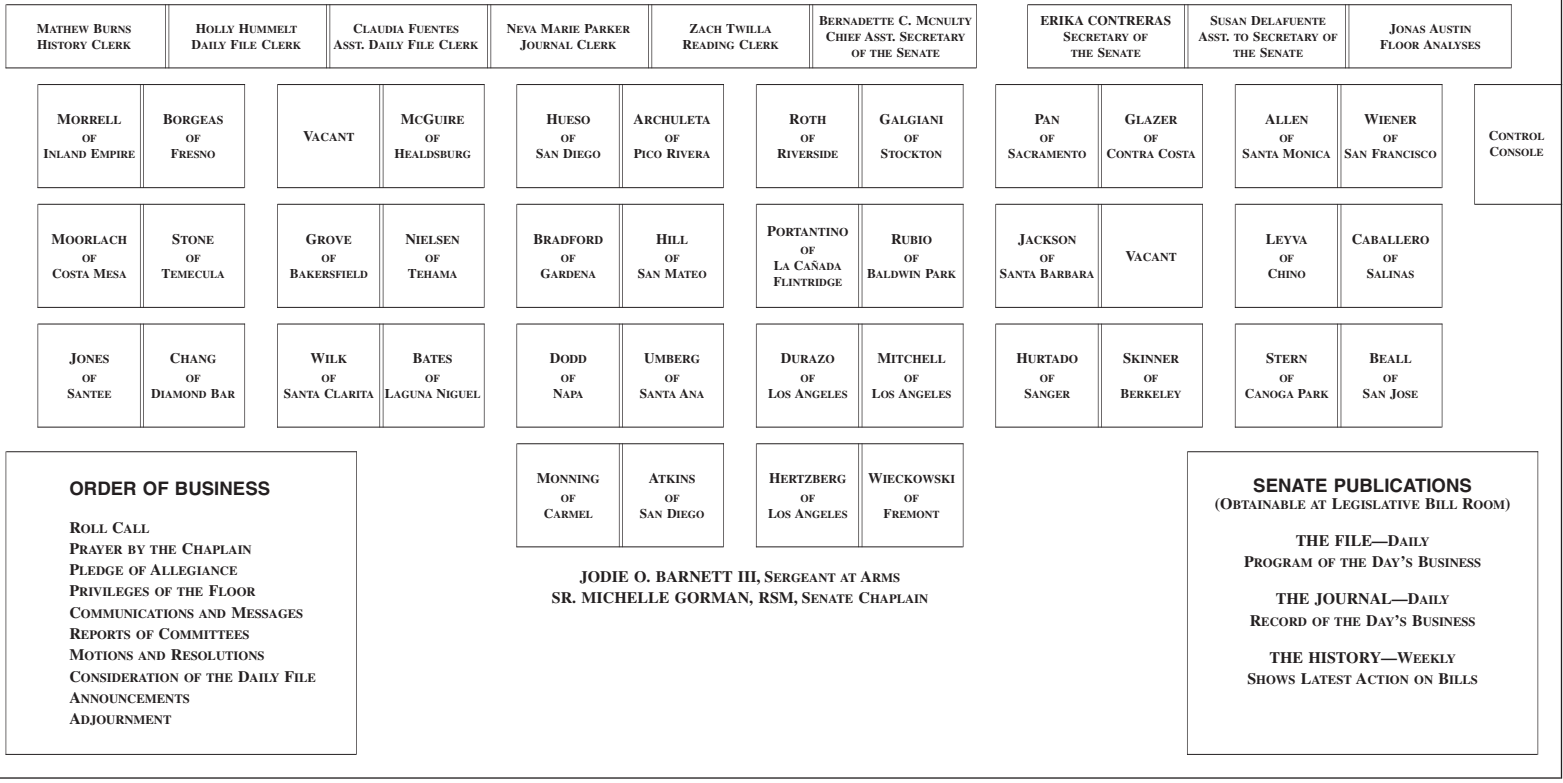 MATHEW BURNS
HISTORY CLERK
HOLLY HUMMELT
DAILY FILE CLERK
CLAUDIA FUENTES
ASST. DAILY FILE CLERK
NEVA MARIE PARKER
JOURNAL CLERK
ZACH TWILLA
READING CLERK
BERNADETTE C. MCNULTY
CHIEF ASST. SECRETARY
OF THE SENATE
ERIKA CONTRERAS
SECRETARY OF
THE SENATE
SUSAN DELAFUENTE
ASST. TO SECRETARY OF
THE SENATE
JONAS AUSTIN
FLOOR ANALYSES
MORRELL
OF
INLAND EMPIRE
BORGEAS
OF
FRESNO
VACANT
MCGUIRE
OF
HEALDSBURG
HUESO
OF
SAN DIEGO
ARCHULETA
OF
PICO RIVERA
ROTH
OF
RIVERSIDE
GALGIANI
OF
STOCKTON
PAN
OF
SACRAMENTO
GLAZER
OF
CONTRA COSTA
ALLEN
OF
SANTA MONICA
WIENER
OF
SAN FRANCISCO
CONTROL
CONSOLE
MOORLACH
OF
COSTA MESA
STONE
OF
TEMECULA
GROVE
OF
BAKERSFIELD
NIELSEN
OF
TEHAMA
BRADFORD
OF
GARDENA
HILL
OF
SAN MATEO
PORTANTINO
OF
LA CAÑADA
FLINTRIDGE
RUBIO
OF
BALDWIN PARK
JACKSON
OF
SANTA BARBARA
VACANT
LEYVA
OF
CHINO
CABALLERO
OF
SALINAS
JONES
OF
SANTEE
CHANG
OF
DIAMOND BAR
WILK
OF
SANTA CLARITA
BATES
OF
LAGUNA NIGUEL
DODD
OF
NAPA
UMBERG
OF
SANTA ANA
DURAZO
OF
LOS ANGELES
MITCHELL
OF
LOS ANGELES
HURTADO
OF
SANGER
SKINNER
OF
BERKELEY
STERN
OF
CANOGA PARK
BEALL
OF
SAN JOSE
MONNING
OF
CARMEL
ATKINS
OF
SAN DIEGO
HERTZBERG
OF
LOS ANGELES
WIECKOWSKI
OF
FREMONT
ORDER OF BUSINESS
ROLL CALL
PRAYER BY THE CHAPLAIN
PLEDGE OF ALLEGIANCE
PRIVILEGES OF THE FLOOR
COMMUNICATIONS AND MESSAGES
REPORTS OF COMMITTEES
MOTIONS AND RESOLUTIONS
CONSIDERATION OF THE DAILY FILE
ANNOUNCEMENTS
ADJOURNMENT
JODIE O. BARNETT III, SERGEANT AT ARMS
SR. MICHELLE GORMAN, RSM, SENATE CHAPLAIN
SENATE PUBLICATIONS
(OBTAINABLE AT LEGISLATIVE BILL ROOM)
THE FILE—DAILY
PROGRAM OF THE DAY'S BUSINESS
THE JOURNAL—DAILY
RECORD OF THE DAY'S BUSINESS
THE HISTORY—WEEKLY
SHOWS LATEST ACTION ON BILLS